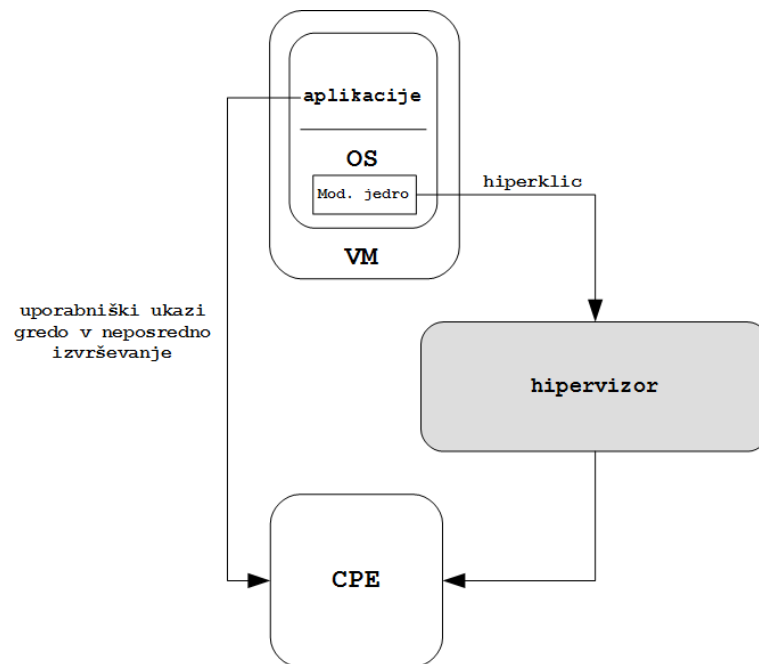 aplikacije
OS
Mod. jedro
hiperklic
VM
uporabniški ukazi
gredo v neposredno
izvrševanje
hipervizor
CPE